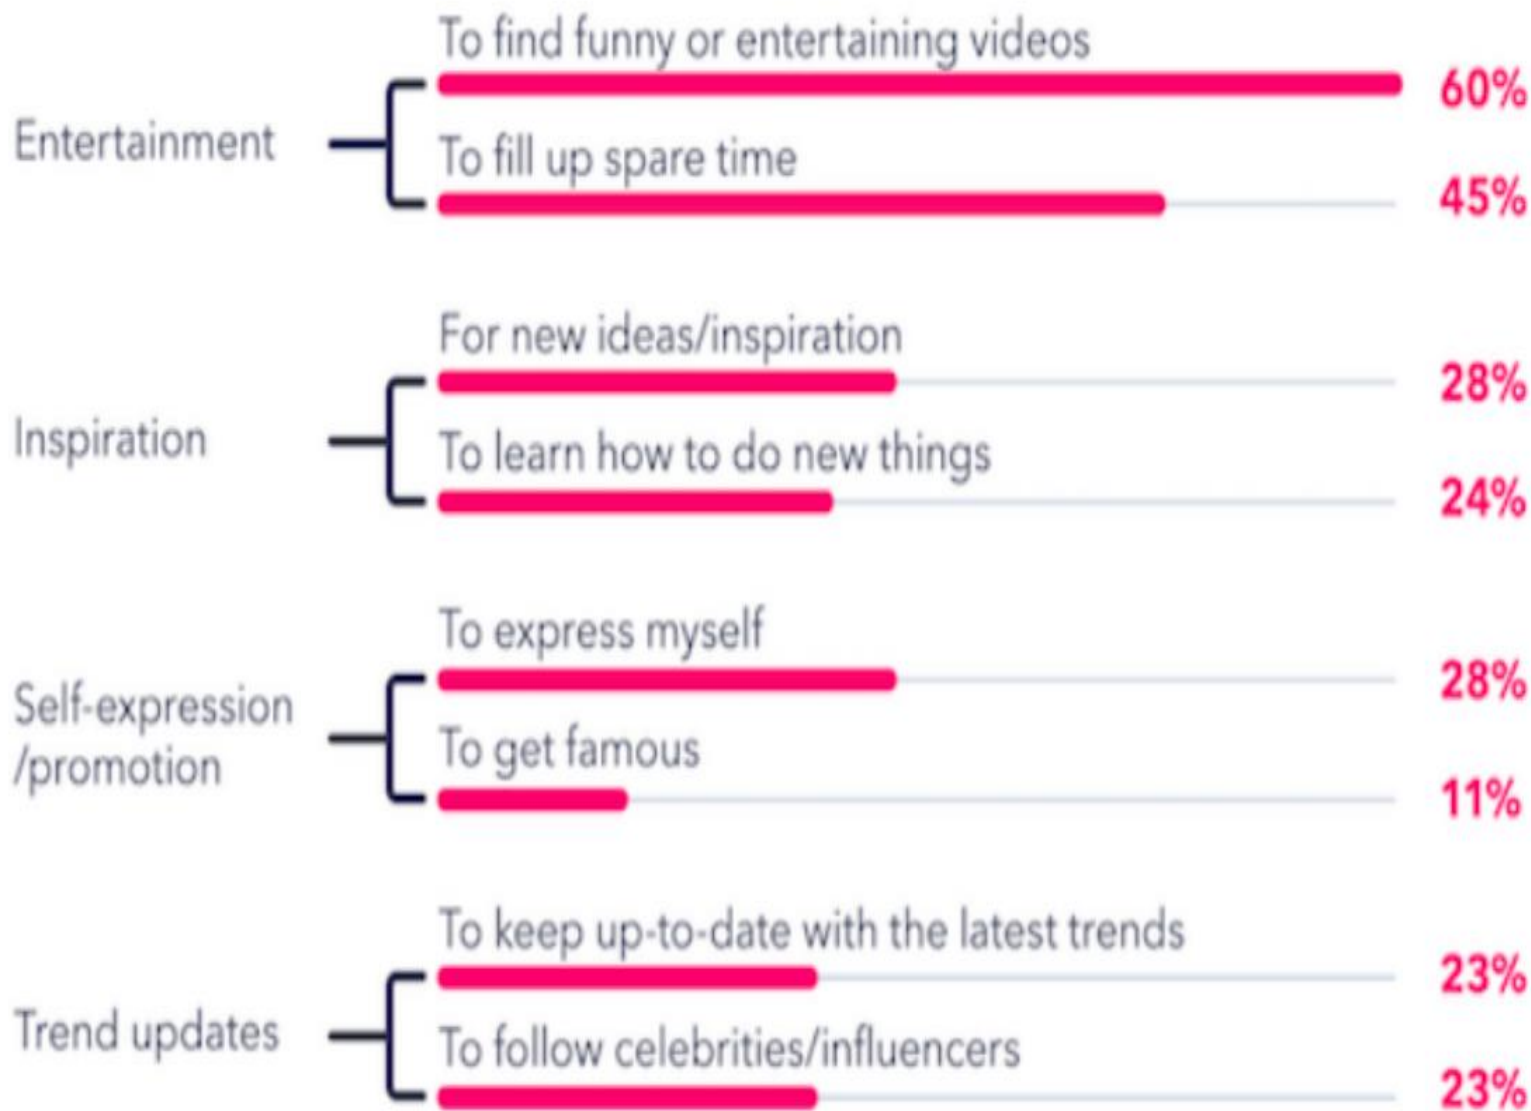 To find funny or entertaining videos
60%
Entertainment
To fill up spare time
45%
For new ideas/inspiration
28%
Inspiration
To learn how to do new things
24%
To express myself
28%
Self-expression
/promotion
To get famous
11%
To keep up-to-date with the latest trends
23%
Trend updates
To follow celebrities/influencers
23%